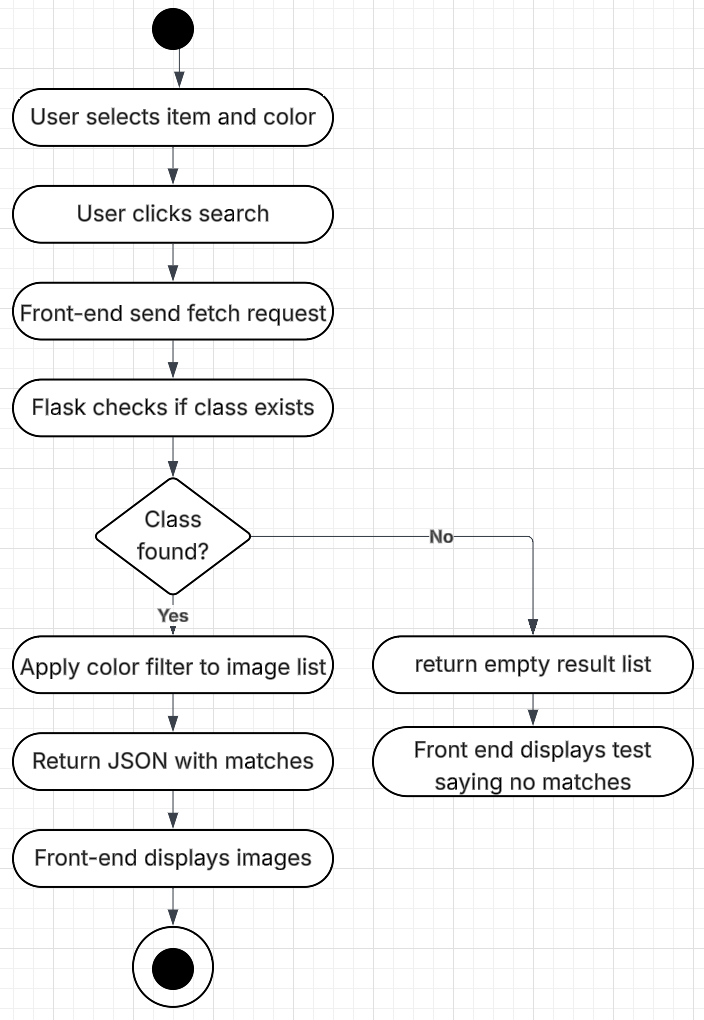 User selects item and color
User clicks search
Front-end send fetch request
Flask checks if class exists
Class
found?
No
Yes
Apply color filter to image list
return empty result list
Return JSON with matches
Front end displays test
saying no matches
Front-end displays images